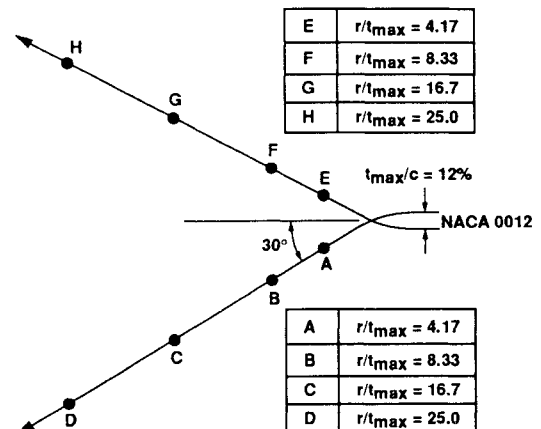 E r/tmax = 4.17
F r/tmax = 8.33
G r/tmax = 16.7
H r/tmax = 25.0
H
G
F
E
tmax/c = 12%
NACA 0012
30°
A
B
C
D
A r/tmax = 4.17
B r/tmax = 8.33
C r/tmax = 16.7
D r/tmax = 25.0